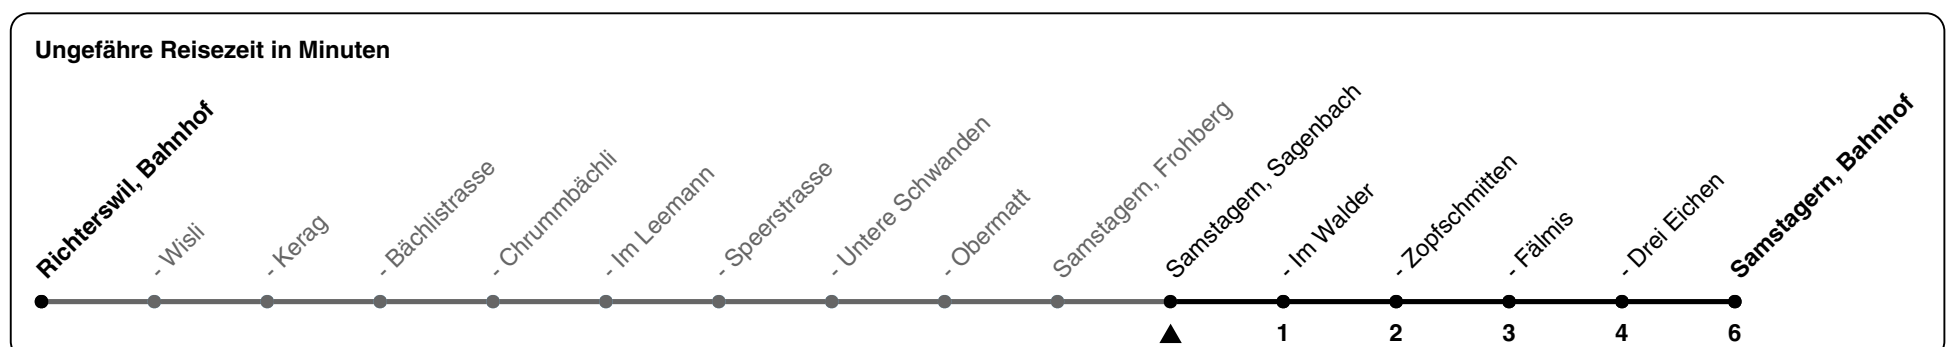 Ungefähre Reisezeit in Minuten
Richterswil, Bahnhof
- Wisli
- Kerag
- Bächlistrasse
- Chrummbächli
- Im Leemann
- Speerstrasse
- Untere Schwanden
- Obermatt
Samstagern, Frohberg
Samstagern, Sagenbach
- Im Walder
- Zopfschmitten
- Fälmis
- Drei Eichen
Samstagern, Bahnhof
1 2 3 4 6